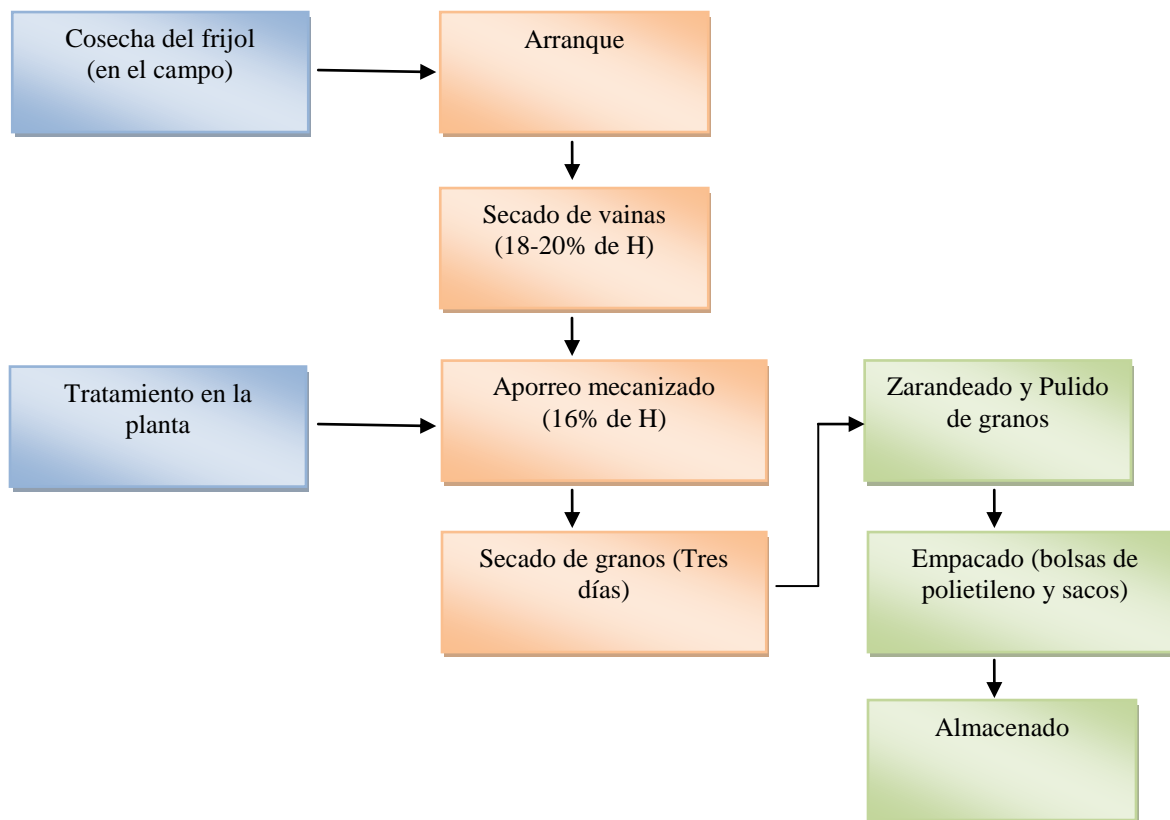 Cosecha del frijol
(en el campo)
Arranque
Secado de vainas
(18-20% de H)
Tratamiento en la
planta
Aporreo mecanizado
(16% de H)
Secado de granos (Tres
días)
Zarandeado y Pulido
de granos
Empacado (bolsas de
polietileno y sacos)
Almacenado